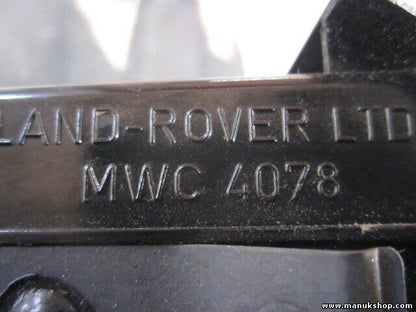 LAND-ROVER LTD
MWC 4078
www.manukshop.com